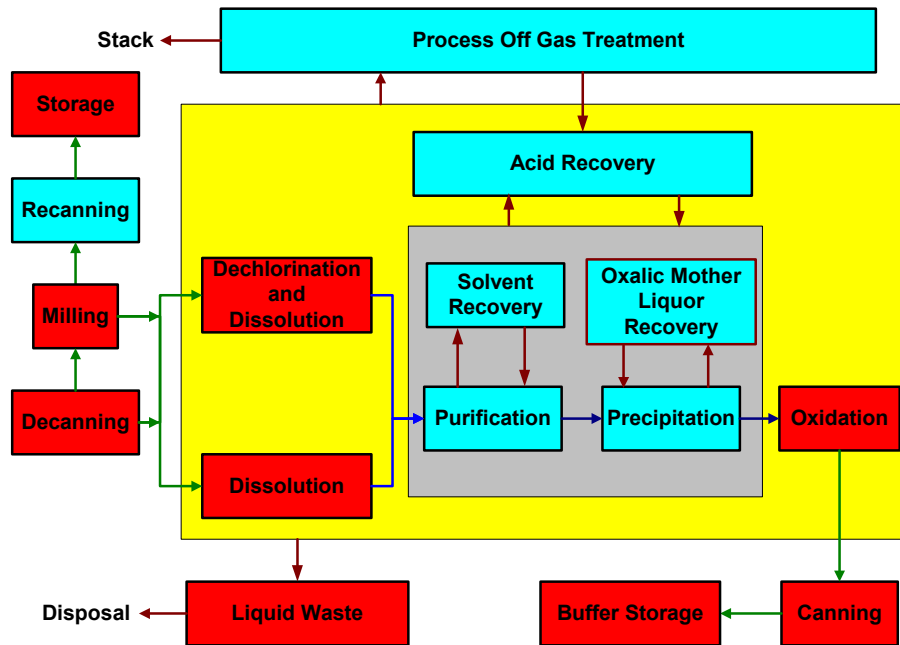 Stack
Process Off Gas Treatment
Storage
Acid Recovery
Recanning
Dechlorination
and
Dissolution
Solvent
Recovery
Oxalic Mother
Liquor
Recovery
Milling
Decanning
Purification
Precipitation
Oxidation
Dissolution
Disposal
Liquid Waste
Buffer Storage
Canning